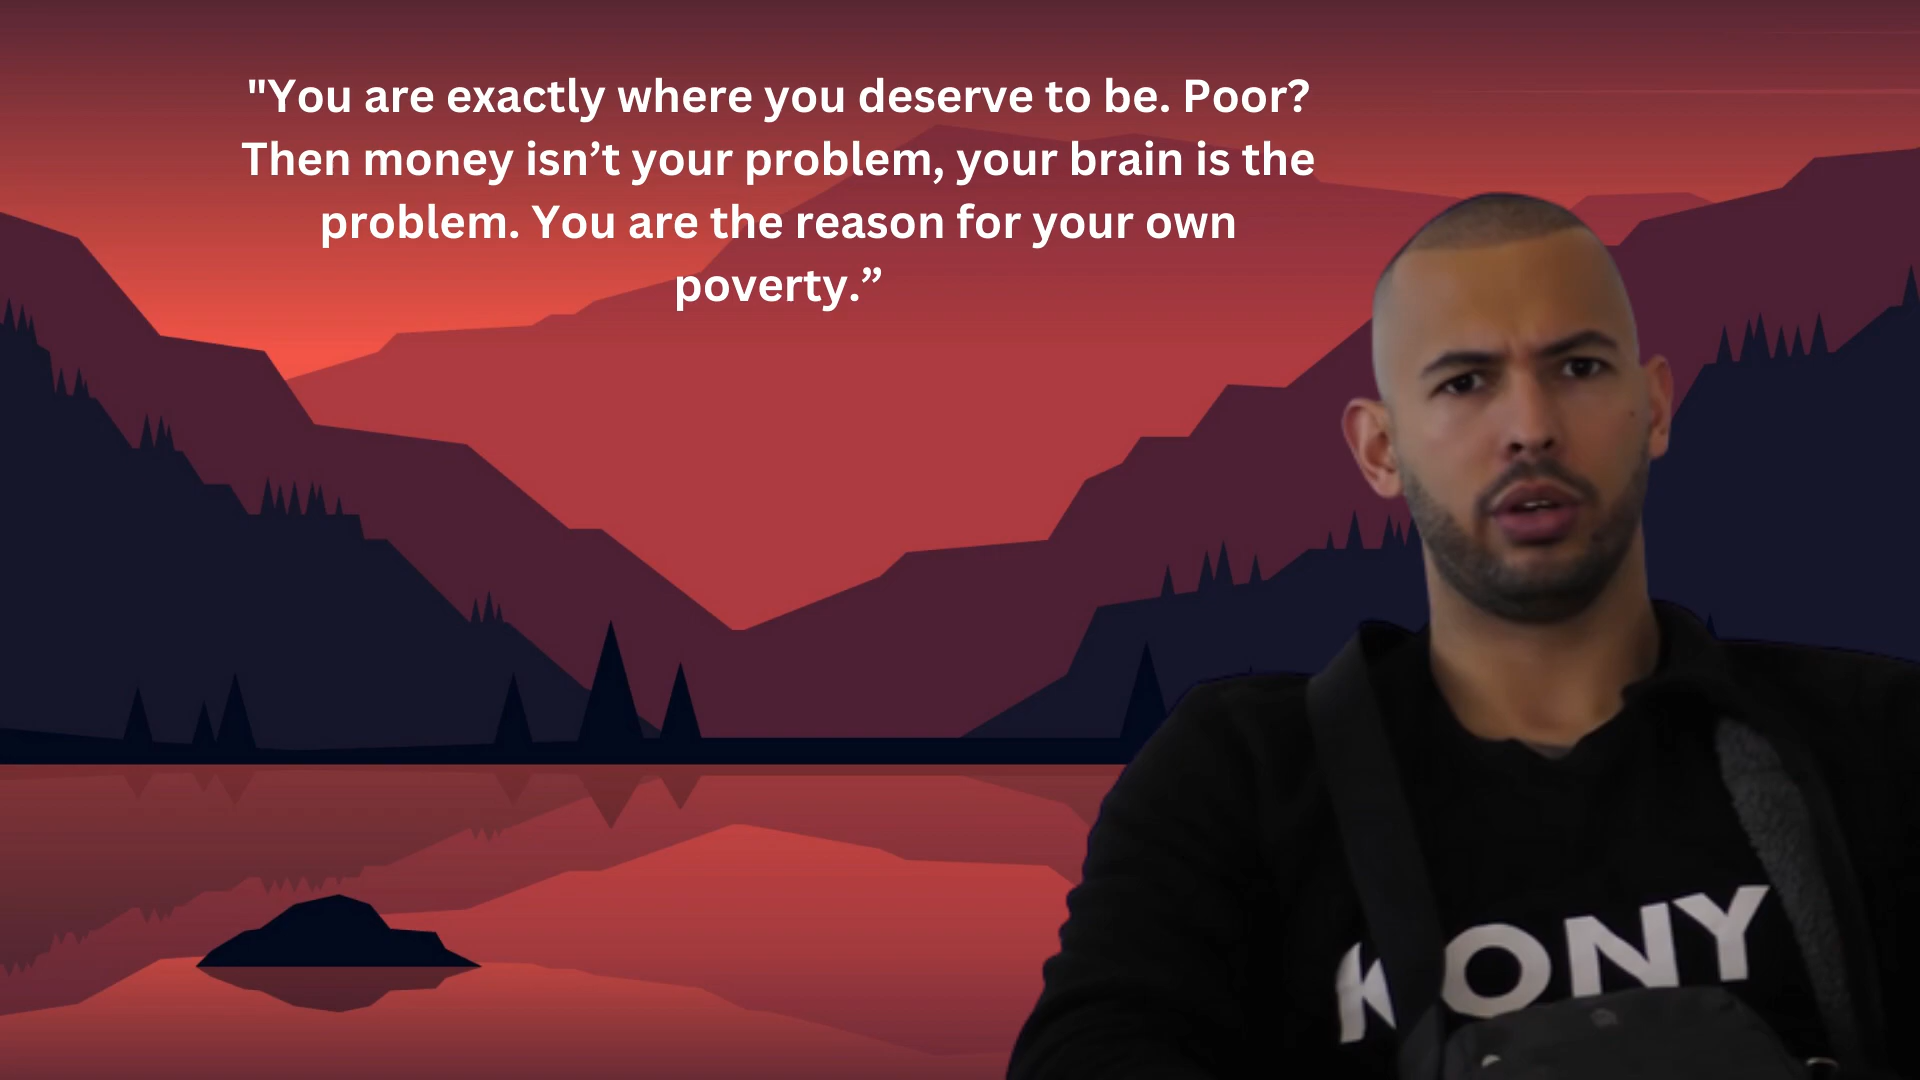 "You are exactly where you deserve to be. Poor?
Then money isn’t your problem, your brain is the
problem. You are the reason for your own
poverty.”
KONY